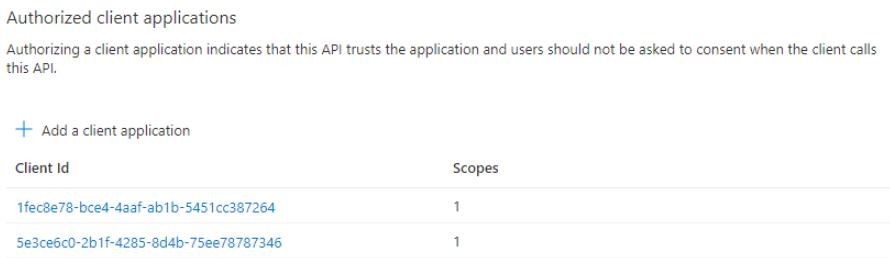 Authorized client applications
Authorizing a client application indicates that this API trusts the application and users should not be asked to consent when the client calls
this API.
Add a client application
Client Id Scopes
1fec8e78-bce4-4aaf-ab1b-5451cc387264 1
5e3ce6c0-2b1f-4285-8d4b-75ee78787346 1